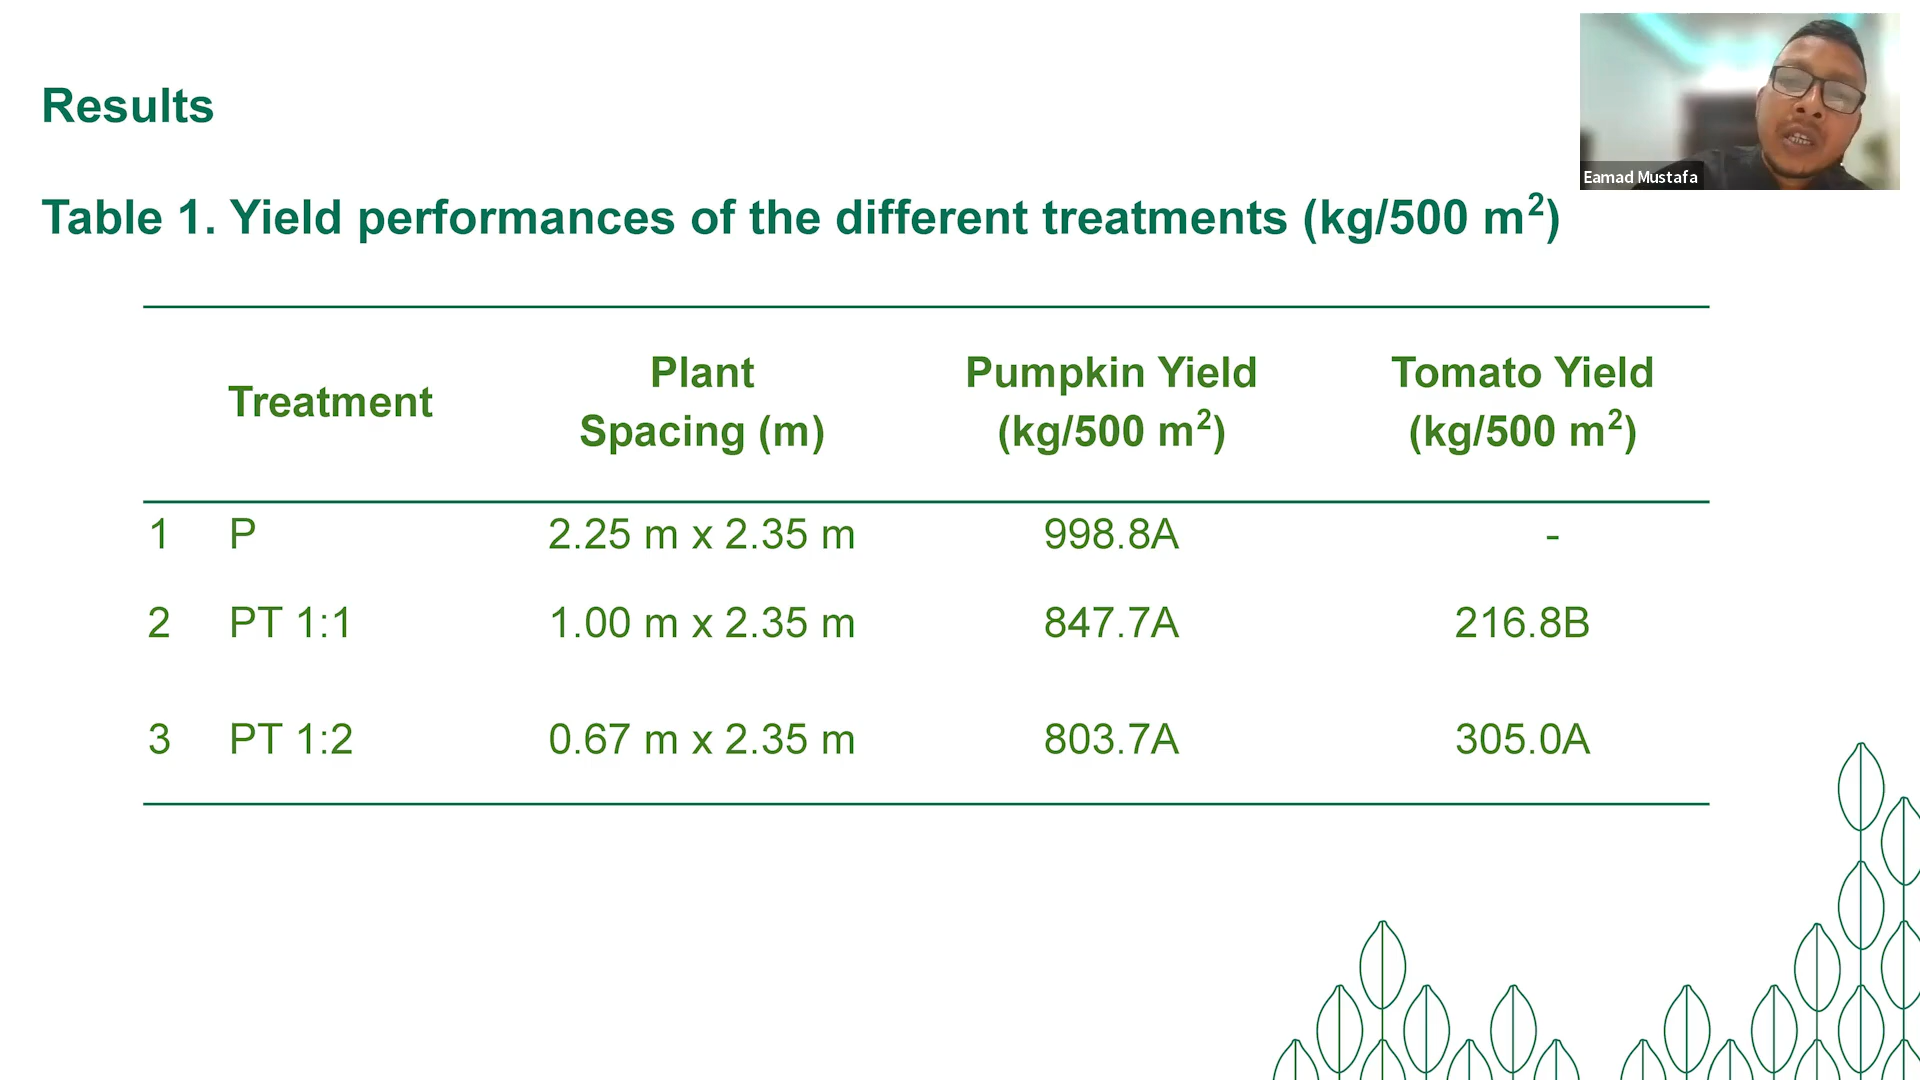 Results
Eamad Mustafa
Table 1. Yield performances of the different treatments (kg/500 m²)
Treatment
Plant
Spacing (m)
Pumpkin Yield
(kg/500 m²)
Tomato Yield
(kg/500 m²)
1 P 2.25 m x 2.35 m 998.8A -
2 PT 1:1 1.00 m x 2.35 m 847.7A 216.8B
3 PT 1:2 0.67 m x 2.35 m 803.7A 305.0A